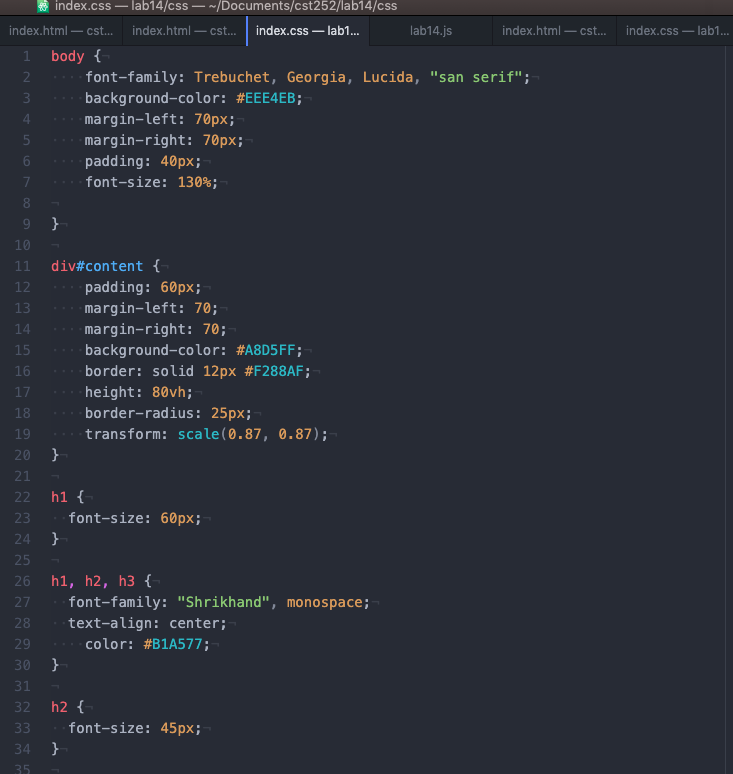 index.css — lab14/css — ~/Documents/cst252/lab14/css
index.html — cst... index.html — cst... index.css — lab1... lab14.js index.html — cst... index.css — lab1...
1 body {
2 font-family: Trebuchet, Georgia, Lucida, "san serif";
3 background-color: #EEE4EB;
4 margin-left: 70px;
5 margin-right: 70px;
6 padding: 40px;
7 font-size: 130%;
8
9 }
10
11 div#content {
12 padding: 60px;
13 margin-left: 70;
14 margin-right: 70;
15 background-color: #A8D5FF;
16 border: solid 12px #F288AF;
17 height: 80vh;
18 border-radius: 25px;
19 transform: scale(0.87, 0.87);
20 }
21
22 h1 {
23 font-size: 60px;
24 }
25
26 h1, h2, h3 {
27 font-family: "Shrikhand", monospace;
28 text-align: center;
29 color: #B1A577;
30 }
31
32 h2 {
33 font-size: 45px;
34 }
35